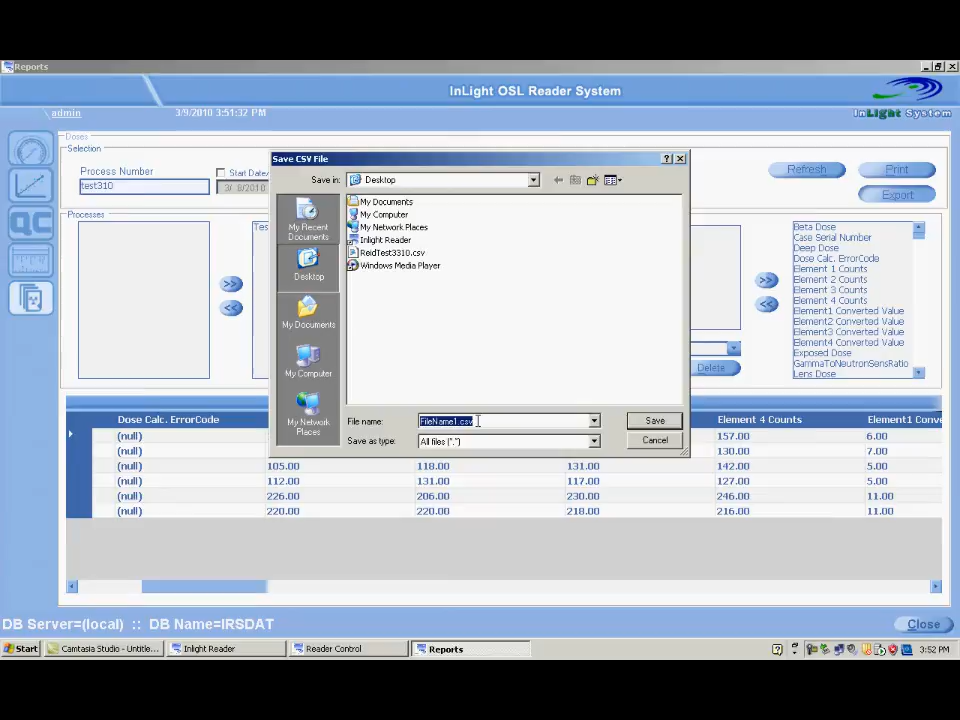 Reports
InLight OSL Reader System
admin
3/9/2010 3:51:32 PM
InLight System
Doses
Selection
Process Number
Start Date/
test310
3/ 8/2010
Refresh
Print
Export
Processes
Te
Save CSV File
Save in:
Desktop
My Recent Documents
Desktop
My Documents
My Computer
My Network Places
My Documents
My Computer
My Network Places
Inlight Reader
ReidTest3310.csv
Windows Media Player
File name:
FileName1.csv
Save
Save as type:
All files (*.*)
Cancel
>>
<<
>>
<<
Beta Dose
Case Serial Number
Deep Dose
Dose Calc. ErrorCode
Element 1 Counts
Element 2 Counts
Element 3 Counts
Element 4 Counts
Element1 Converted Value
Element2 Converted Value
Element3 Converted Value
Element4 Converted Value
Exposed Dose
GammaToNeutronSensRatio
Lens Dose
Delete
Dose Calc. ErrorCode
Element 4 Counts
Element1 Conve
(null) 157.00 6.00
(null) 130.00 7.00
(null) 105.00 118.00 131.00 142.00 5.00
(null) 112.00 131.00 117.00 127.00 5.00
(null) 226.00 206.00 230.00 246.00 11.00
(null) 220.00 220.00 218.00 216.00 11.00
DB Server=(local) :: DB Name=IRSDAT
Close
Start
Camtasia Studio - Untitle...
Inlight Reader
Reader Control
Reports
3:52 PM